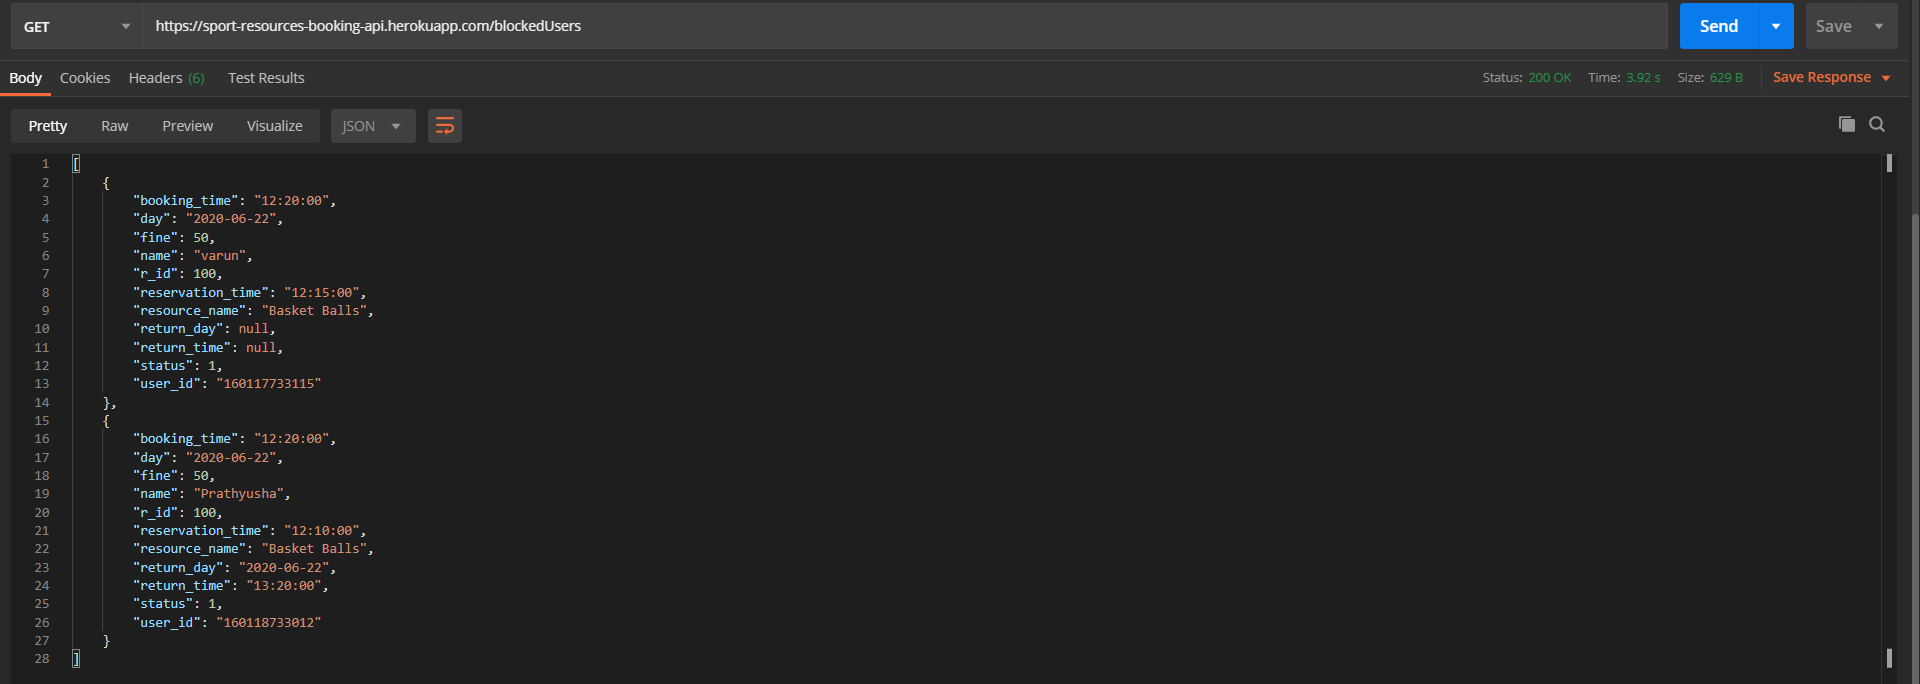 GET https://sport-resources-booking-api.herokuapp.com/blockedUsers Send Save
Body Cookies Headers (6) Test Results Status: 200 OK Time: 3.92 s Size: 629 B Save Response
Pretty Raw Preview Visualize JSON
1 [
2 {
3 "booking_time": "12:20:00",
4 "day": "2020-06-22",
5 "fine": 50,
6 "name": "varun",
7 "r_id": 100,
8 "reservation_time": "12:15:00",
9 "resource_name": "Basket Balls",
10 "return_day": null,
11 "return_time": null,
12 "status": 1,
13 "user_id": "160117733115"
14 },
15 {
16 "booking_time": "12:20:00",
17 "day": "2020-06-22",
18 "fine": 50,
19 "name": "Prathyusha",
20 "r_id": 100,
21 "reservation_time": "12:10:00",
22 "resource_name": "Basket Balls",
23 "return_day": "2020-06-22",
24 "return_time": "13:20:00",
25 "status": 1,
26 "user_id": "160118733012"
27 }
28 ]